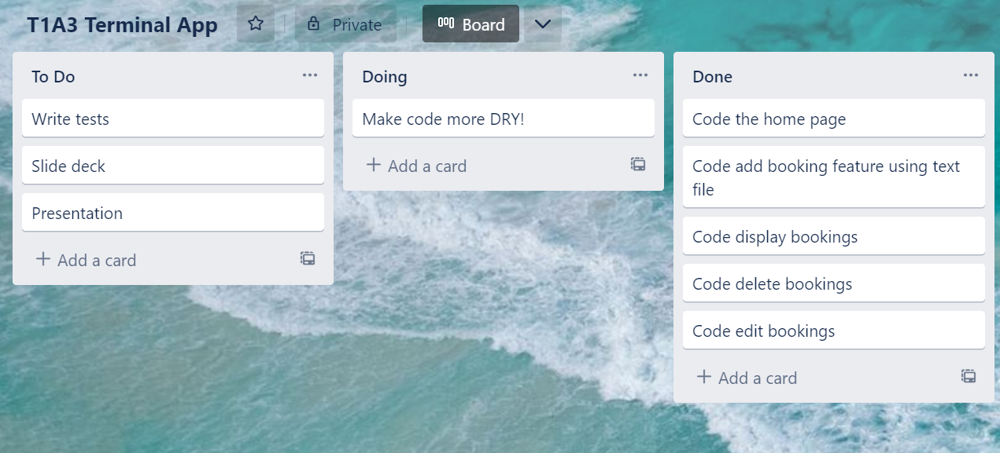 T1A3 Terminal App
Private
Board
To Do
Write tests
Slide deck
Presentation
Add a card
Doing
Make code more DRY!
Add a card
Done
Code the home page
Code add booking feature using text
file
Code display bookings
Code delete bookings
Code edit bookings
Add a card